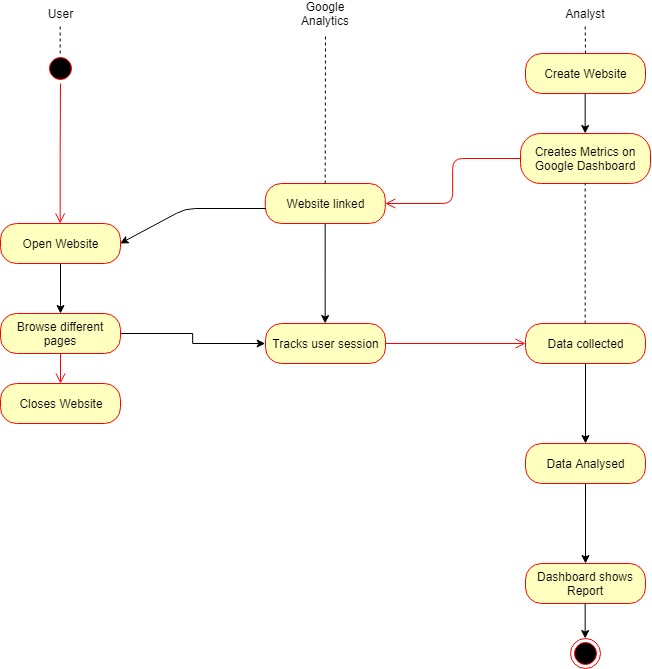 User
Google
Analytics
Analyst
Create Website
Creates Metrics on
Google Dashboard
Website linked
Open Website
Browse different
pages
Tracks user session
Data collected
Closes Website
Data Analysed
Dashboard shows
Report